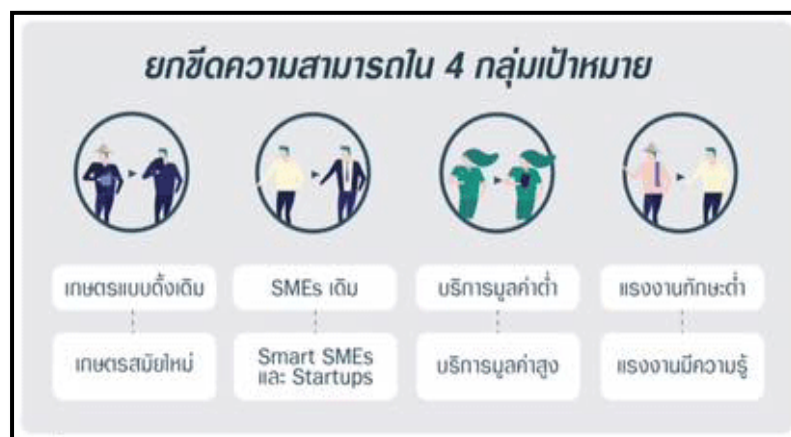 ยกขีดความสามารถใน 4 กลุ่มเป้าหมาย
เกษตรแบบดั้งเดิม
SMEs เดิม
บริการมูลค่าต่ำ
แรงงานทักษะต่ำ
เกษตรสมัยใหม่
Smart SMEs
และ Startups
บริการมูลค่าสูง
แรงงานมีความรู้